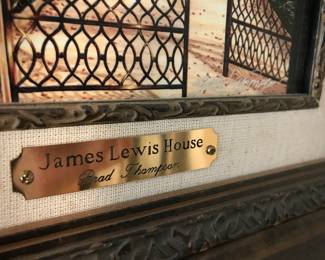 James Lewis House
Brad Thompson